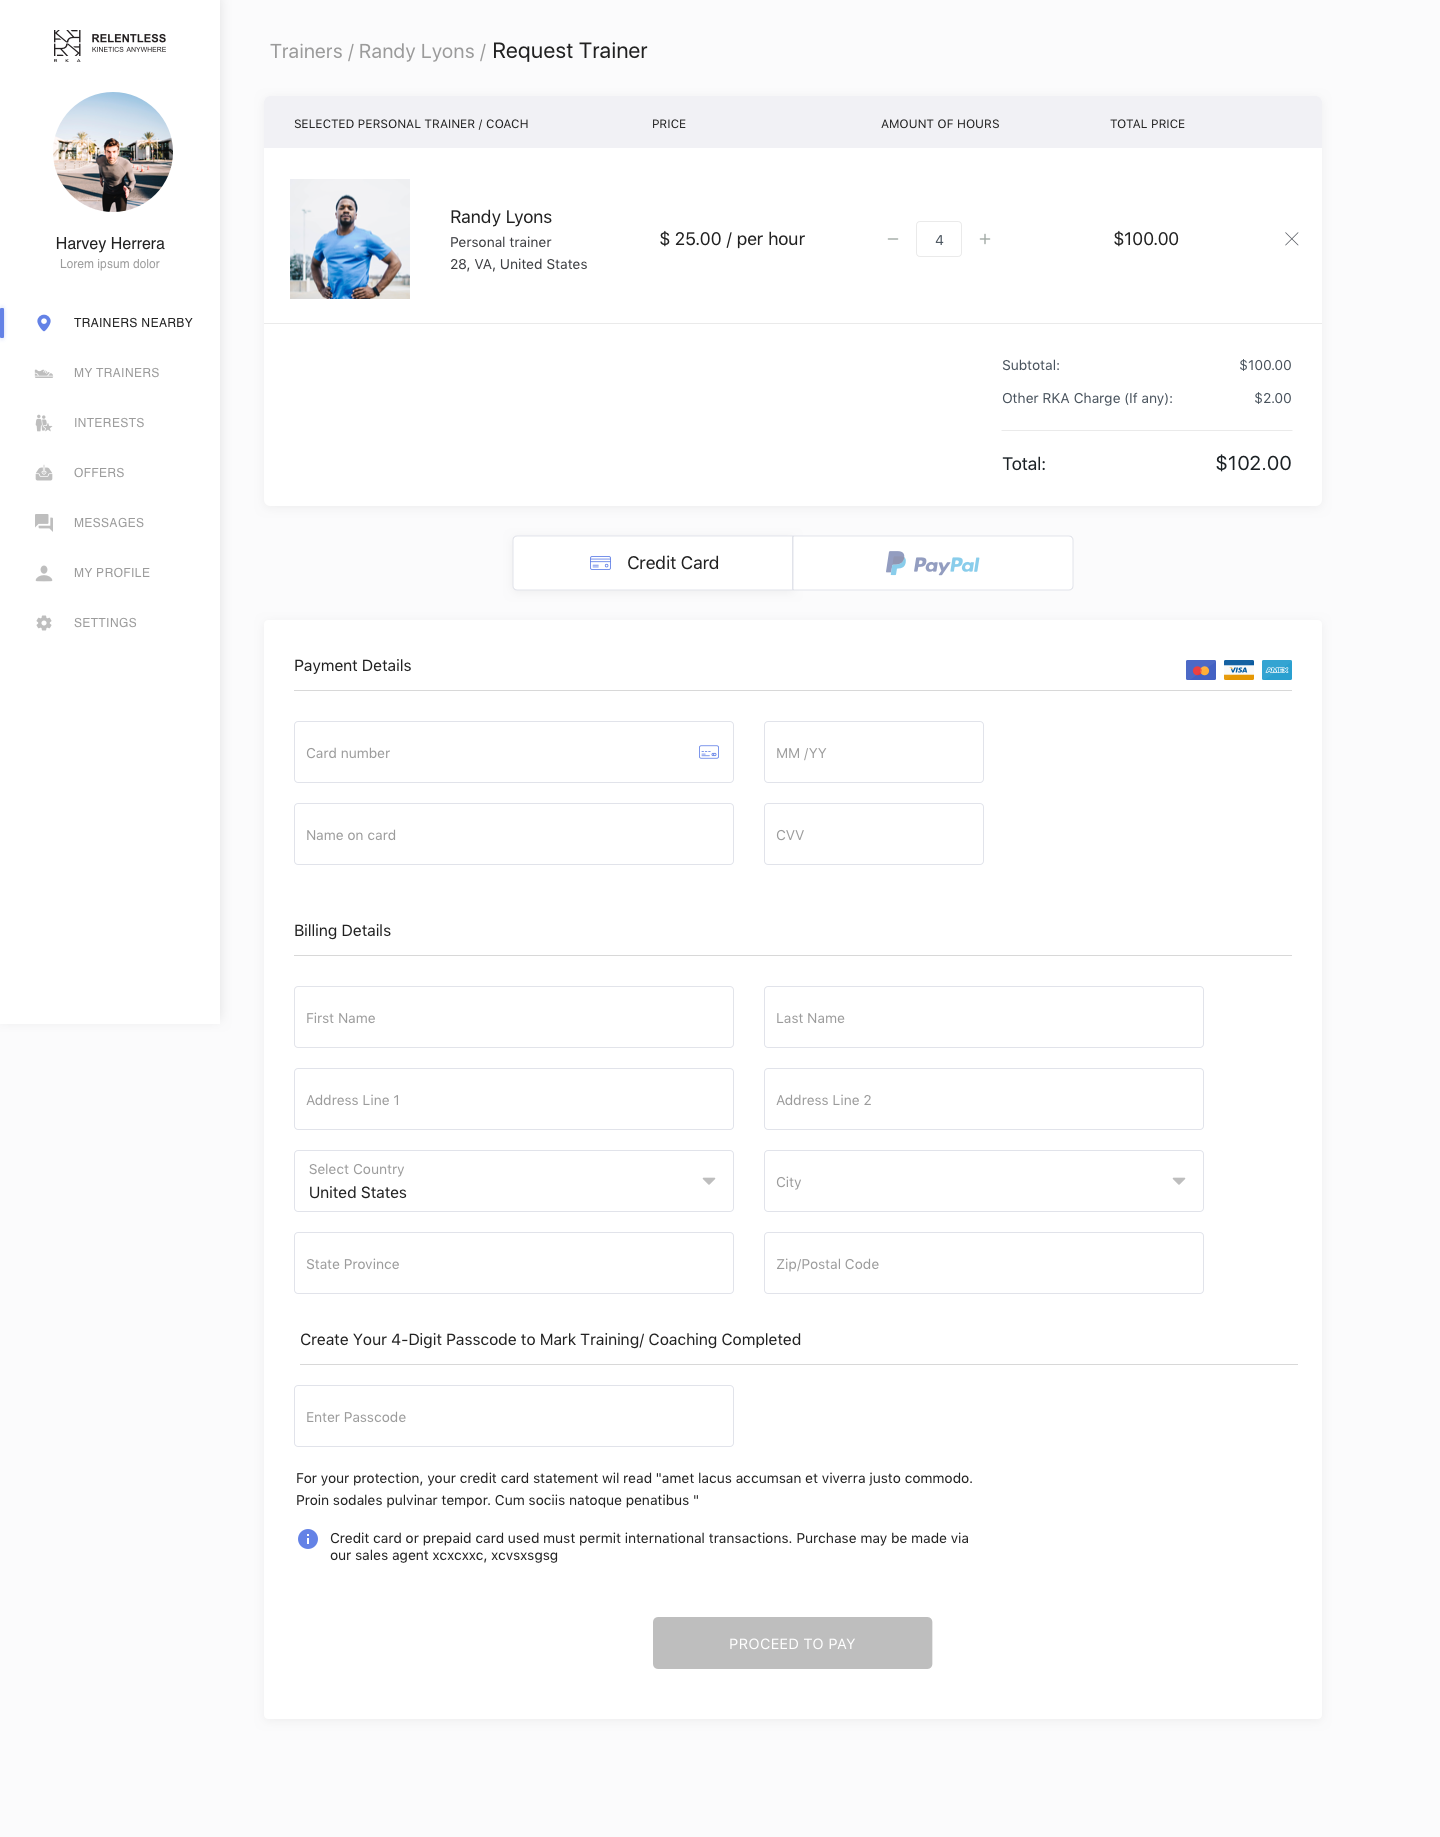 RELENTLESS
KINETICS ANYWHERE
R K A
Harvey Herrera
Lorem ipsum dolor
TRAINERS NEARBY
MY TRAINERS
INTERESTS
OFFERS
MESSAGES
MY PROFILE
SETTINGS
Trainers / Randy Lyons / Request Trainer
SELECTED PERSONAL TRAINER / COACH PRICE AMOUNT OF HOURS TOTAL PRICE
Randy Lyons
Personal trainer
28, VA, United States
$ 25.00 / per hour
4
$100.00
Subtotal: $100.00
Other RKA Charge (If any): $2.00
Total: $102.00
Credit Card
PayPal
Payment Details
VISA
AMEX
Card number
MM /YY
Name on card
CVV
Billing Details
First Name
Last Name
Address Line 1
Address Line 2
Select Country
United States
City
State Province
Zip/Postal Code
Create Your 4-Digit Passcode to Mark Training/ Coaching Completed
Enter Passcode
For your protection, your credit card statement wil read "amet lacus accumsan et viverra justo commodo.
Proin sodales pulvinar tempor. Cum sociis natoque penatibus "
Credit card or prepaid card used must permit international transactions. Purchase may be made via
our sales agent xcxcxxc, xcvsxsgsg
PROCEED TO PAY